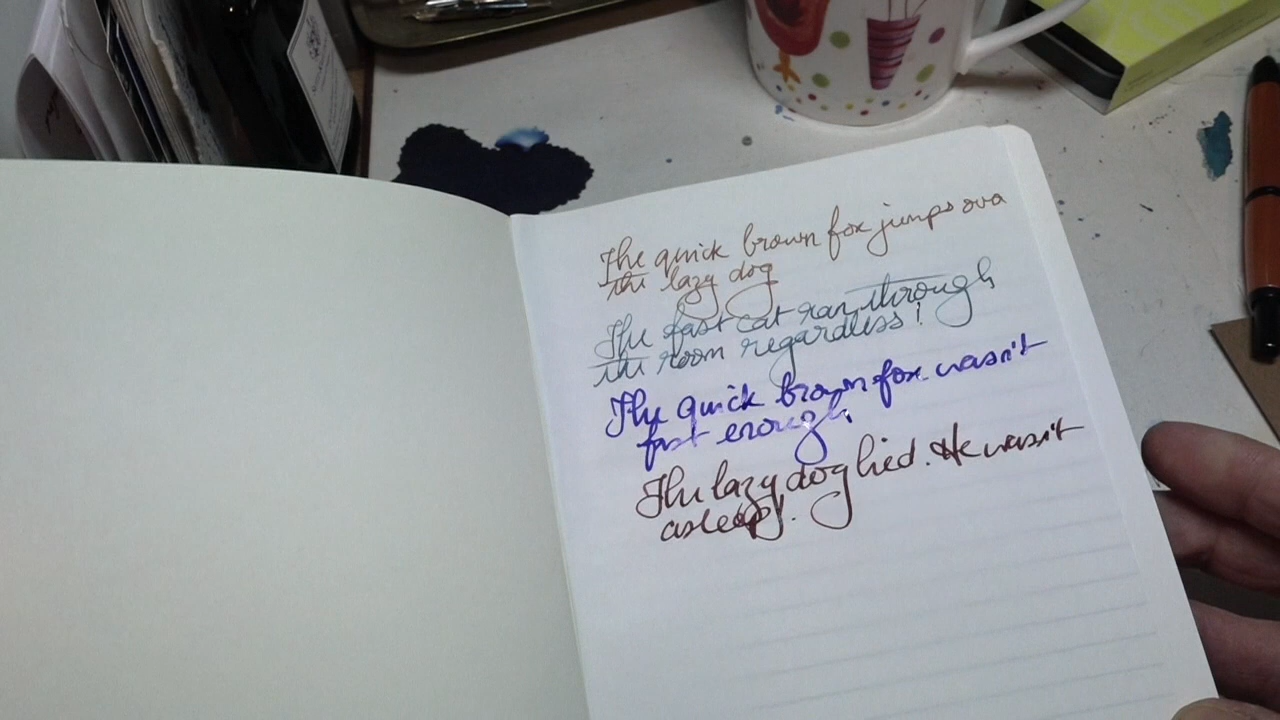 The quick brown fox jumps ova
the lazy dog
The fast cat ran through
the room regardless!
The quick brown fox wasn't
fast enough.
The lazy dog lied. He wasn't
asleep!.